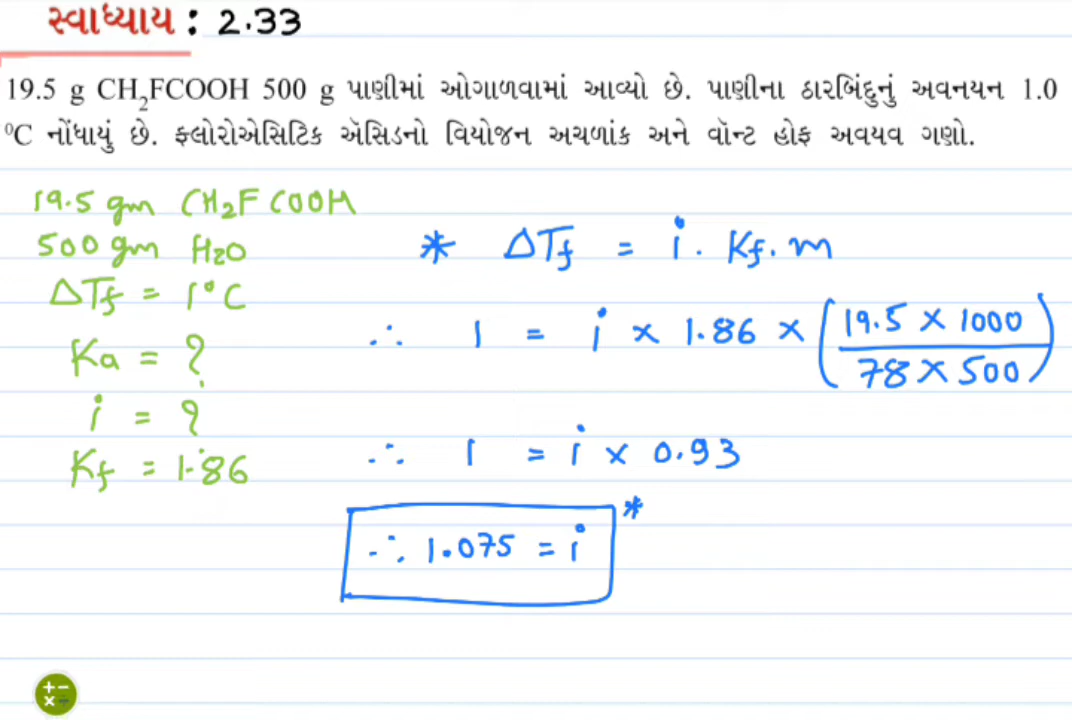 સ્વાધ્યાય : 2.33
19.5 g CH₂FCOOH 500 g પાણીમાં ઓગાળવામાં આવ્યો છે. પાણીના ઠારબિંદુનું અવનયન 1.0
⁰C નોંધાયું છે. ફ્લોરોએસિટિક ઍસિડનો વિયોજન અચળાંક અને વૉન્ટ હોફ અવયવ ગણો.
19.5 gm CH2F COOH
500 gm H2O
ΔTf = 1°C
Ka = ?
i = ?
Kf = 1.86
* ΔTf = i. Kf. m
∴ 1 = i × 1.86 × (19.5 × 1000 / 78 × 500)
∴ 1 = i × 0.93
∴ 1.075 = i *
+ −
× ÷